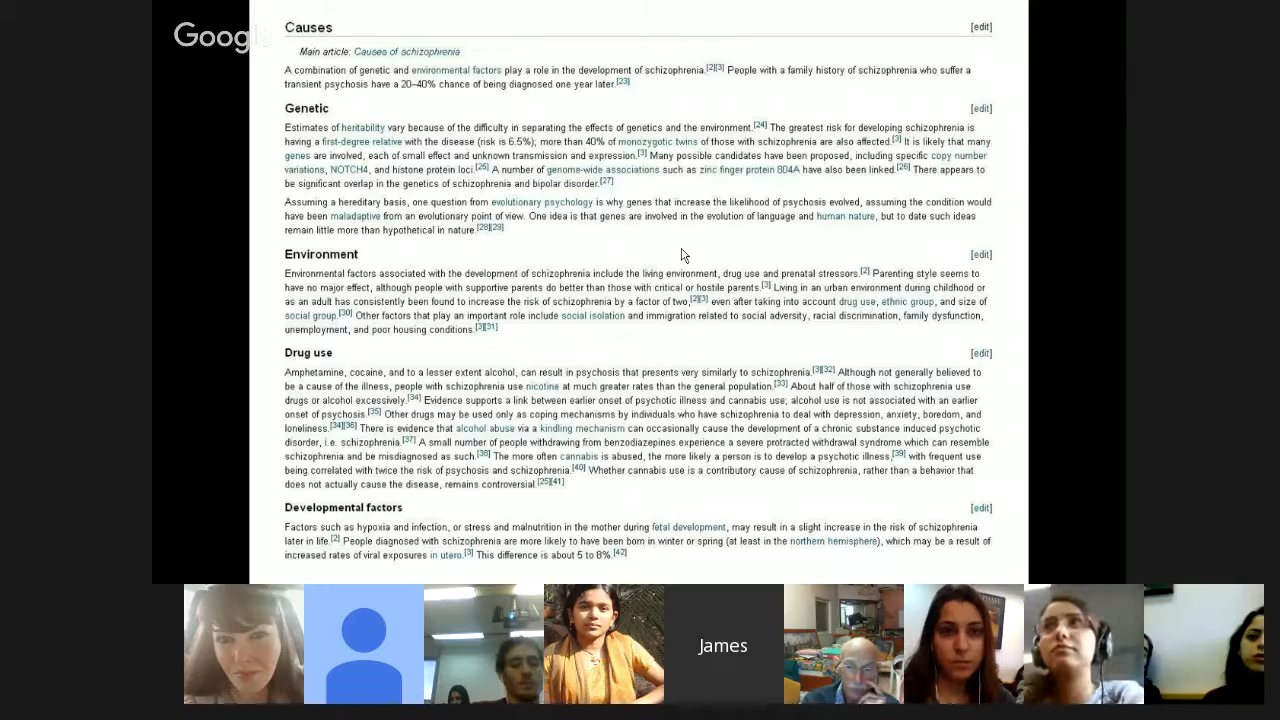 Google
Causes
[edit]
Main article: Causes of schizophrenia
A combination of genetic and environmental factors play a role in the development of schizophrenia.[2][3] People with a family history of schizophrenia who suffer a
transient psychosis have a 20–40% chance of being diagnosed one year later.[23]
Genetic
[edit]
Estimates of heritability vary because of the difficulty in separating the effects of genetics and the environment.[24] The greatest risk for developing schizophrenia is
having a first-degree relative with the disease (risk is 6.5%); more than 40% of monozygotic twins of those with schizophrenia are also affected.[3] It is likely that many
genes are involved, each of small effect and unknown transmission and expression.[3] Many possible candidates have been proposed, including specific copy number
variations, NOTCH4, and histone protein loci.[25] A number of genome-wide associations such as zinc finger protein 804A have also been linked.[26] There appears to
be significant overlap in the genetics of schizophrenia and bipolar disorder.[27]
Assuming a hereditary basis, one question from evolutionary psychology is why genes that increase the likelihood of psychosis evolved, assuming the condition would
have been maladaptive from an evolutionary point of view. One idea is that genes are involved in the evolution of language and human nature, but to date such ideas
remain little more than hypothetical in nature.[28][29]
Environment
[edit]
Environmental factors associated with the development of schizophrenia include the living environment, drug use and prenatal stressors.[2] Parenting style seems to
have no major effect, although people with supportive parents do better than those with critical or hostile parents.[3] Living in an urban environment during childhood or
as an adult has consistently been found to increase the risk of schizophrenia by a factor of two,[2][3] even after taking into account drug use, ethnic group, and size of
social group.[30] Other factors that play an important role include social isolation and immigration related to social adversity, racial discrimination, family dysfunction,
unemployment, and poor housing conditions.[3][31]
Drug use
[edit]
Amphetamine, cocaine, and to a lesser extent alcohol, can result in psychosis that presents very similarly to schizophrenia.[3][32] Although not generally believed to
be a cause of the illness, people with schizophrenia use nicotine at much greater rates than the general population.[33] About half of those with schizophrenia use
drugs or alcohol excessively.[34] Evidence supports a link between earlier onset of psychotic illness and cannabis use; alcohol use is not associated with an earlier
onset of psychosis.[35] Other drugs may be used only as coping mechanisms by individuals who have schizophrenia to deal with depression, anxiety, boredom, and
loneliness.[34][36] There is evidence that alcohol abuse via a kindling mechanism can occasionally cause the development of a chronic substance induced psychotic
disorder, i.e. schizophrenia.[37] A small number of people withdrawing from benzodiazepines experience a severe protracted withdrawal syndrome which can resemble
schizophrenia and be misdiagnosed as such.[38] The more often cannabis is abused, the more likely a person is to develop a psychotic illness,[39] with frequent use
being correlated with twice the risk of psychosis and schizophrenia.[40] Whether cannabis use is a contributory cause of schizophrenia, rather than a behavior that
does not actually cause the disease, remains controversial.[25][41]
Developmental factors
[edit]
Factors such as hypoxia and infection, or stress and malnutrition in the mother during fetal development, may result in a slight increase in the risk of schizophrenia
later in life.[2] People diagnosed with schizophrenia are more likely to have been born in winter or spring (at least in the northern hemisphere), which may be a result of
increased rates of viral exposures in utero.[3] This difference is about 5 to 8%.[42]
James